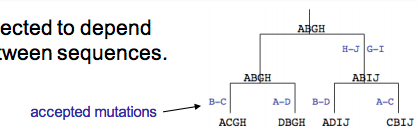 ected to depend
tween sequences.
ABGH
H-J G-I
ABGH ABIJ
B-C A-D B-D A-C
accepted mutations
ACGH DBGH ADIJ CBIJ